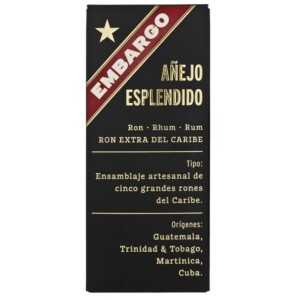 EMBARGO
AÑEJO
ESPLENDIDO
Ron - Rhum - Rum
RON EXTRA DEL CARIBE
Tipo:
Ensamblaje artesanal de
cinco grandes rones
del Caribe.
Orígenes:
Guatemala,
Trinidad & Tobago,
Martinica,
Cuba.